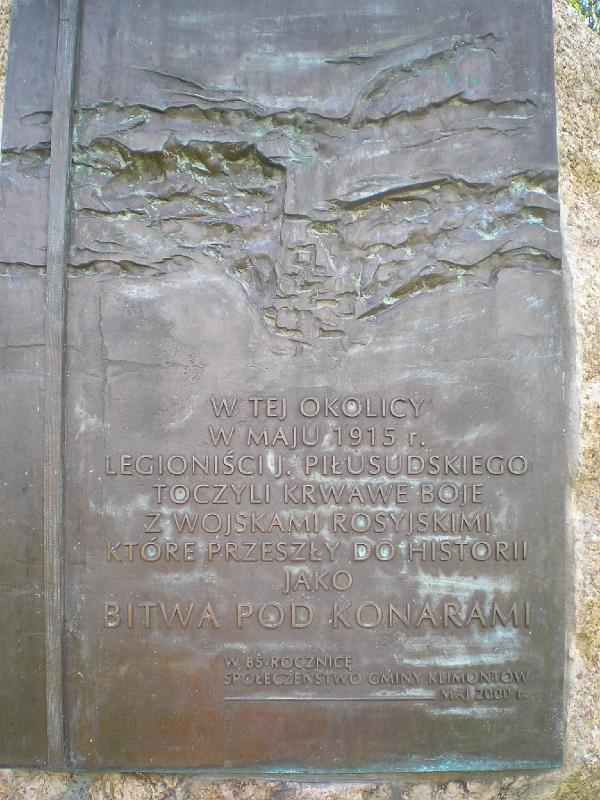 W TEJ OKOLICY
W MAJU 1915 r.
LEGIONIŚCI J. PIŁUSUDSKIEGO
TOCZYLI KRWAWE BOJE
Z WOJSKAMI ROSYJSKIMI
KTÓRE PRZESZŁY DO HISTORII
JAKO
BITWA POD KONARAMI
W 85-ROCZNICĘ
SPOŁECZEŃSTWO GMINY KLIMONTÓW
MAJ 2000 r.